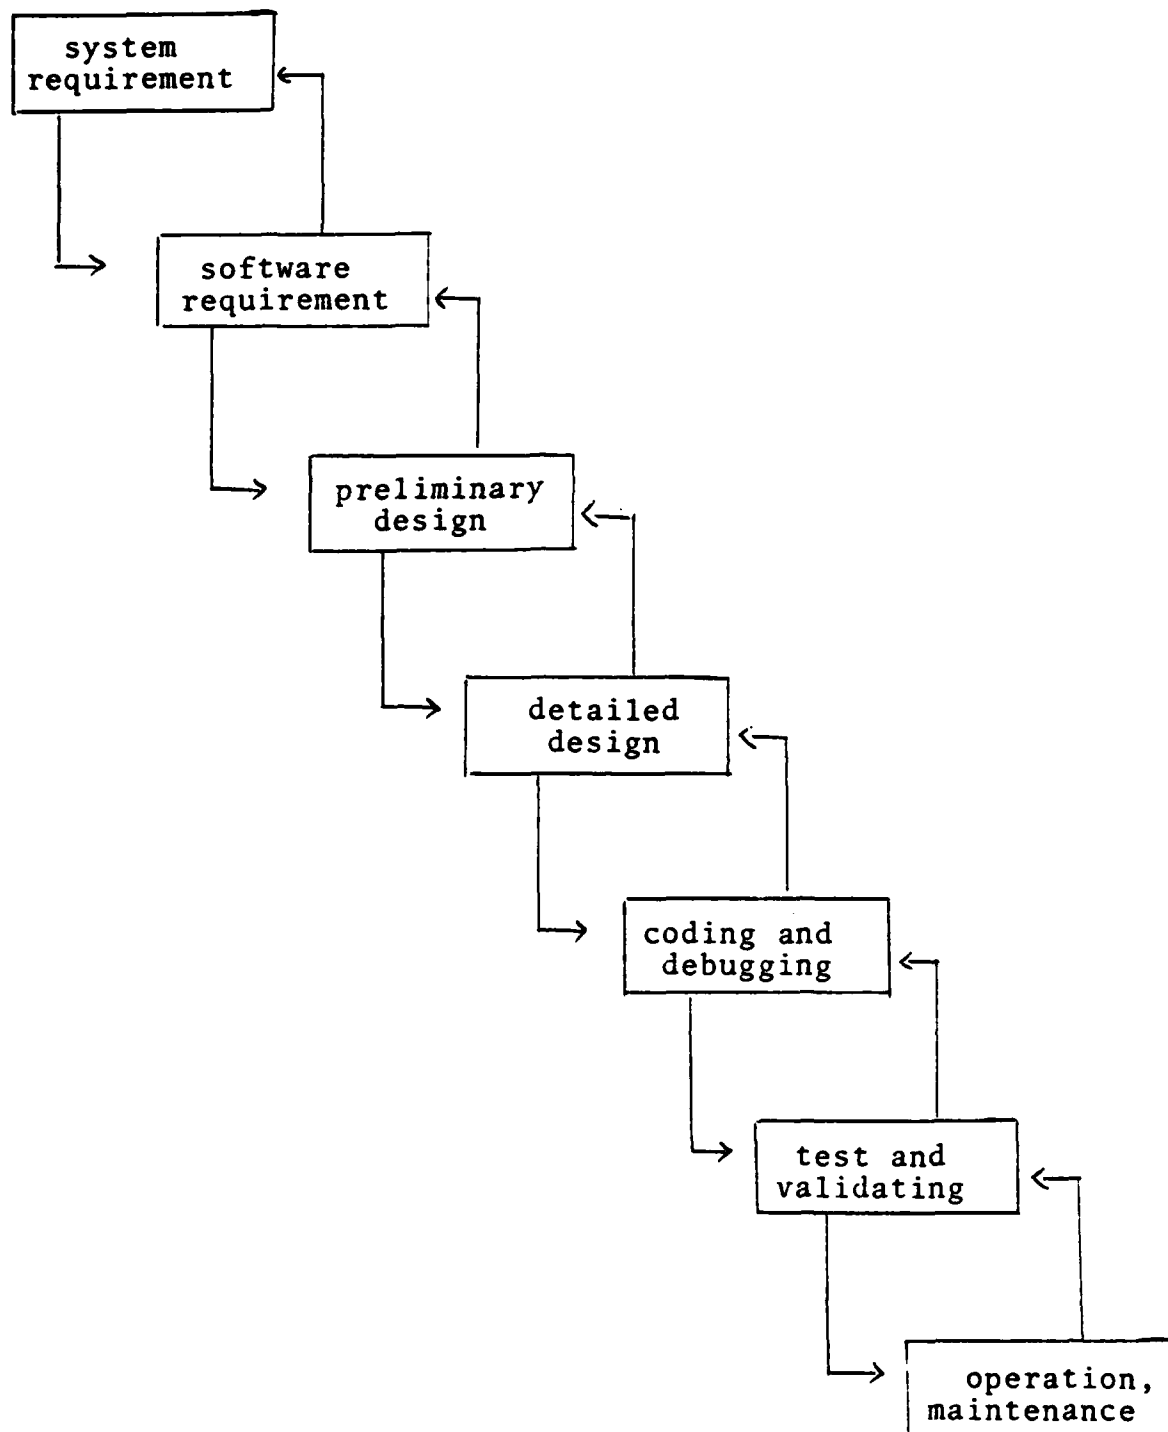 system
requirement
software
requirement
preliminary
design
detailed
design
coding and
debugging
test and
validating
operation,
maintenance